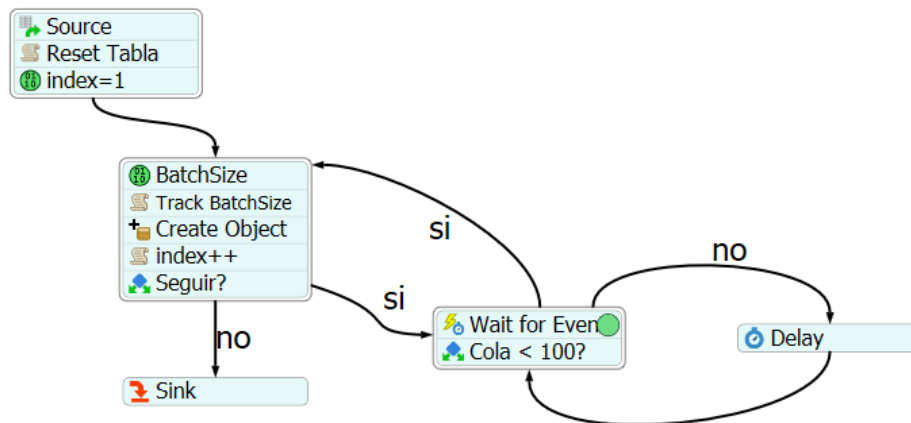 Source
Reset Tabla
index=1
BatchSize
Track BatchSize
Create Object
index++
Seguir?
si
no
si
no
Wait for Even
Cola < 100?
Delay
Sink